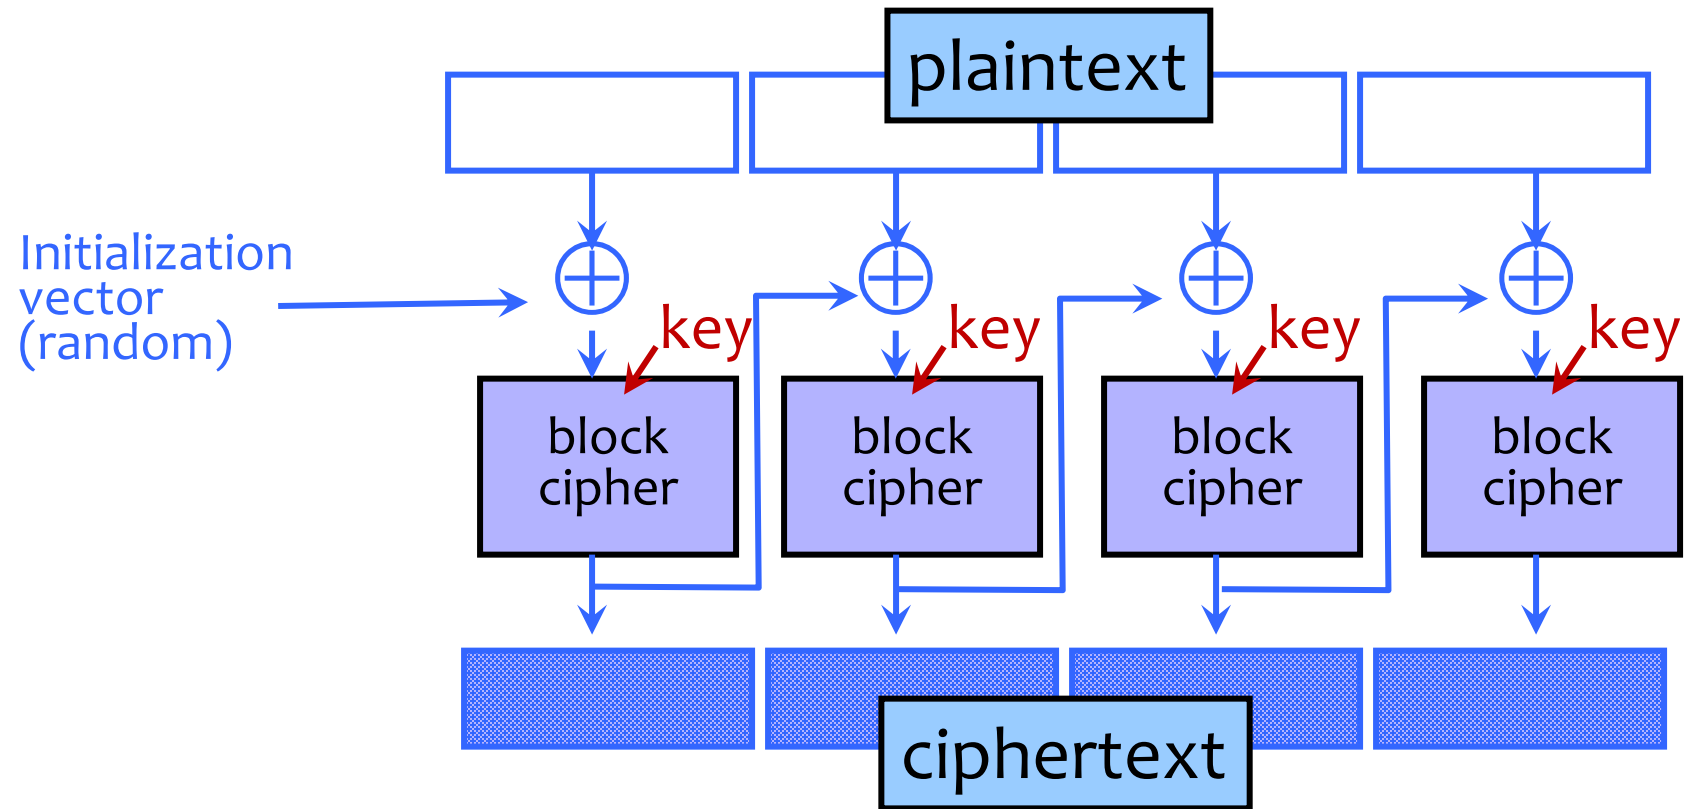 plaintext
Initialization
vector
(random)
key
key
key
key
block
cipher
block
cipher
block
cipher
block
cipher
ciphertext